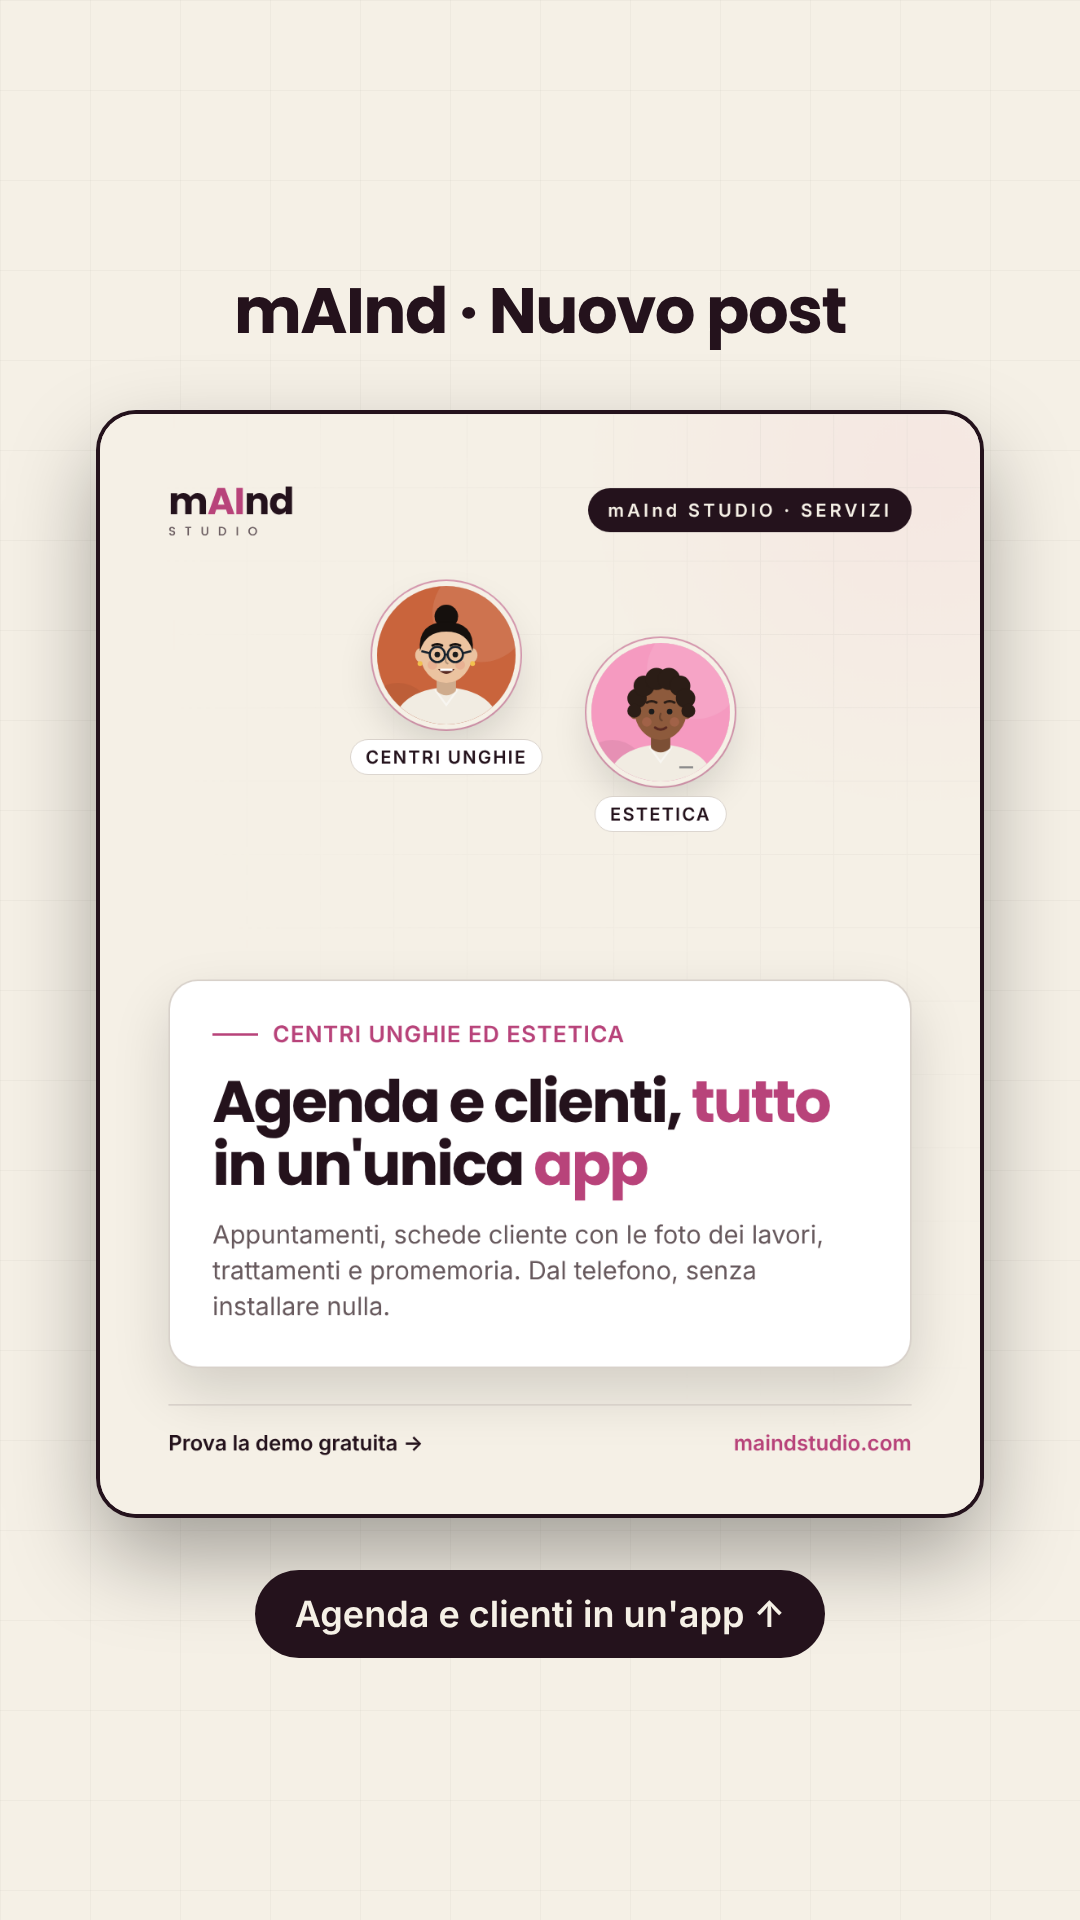 mAInd · Nuovo post
mAInd
STUDIO
mAInd STUDIO · SERVIZI
CENTRI UNGHIE
ESTETICA
CENTRI UNGHIE ED ESTETICA
Agenda e clienti, tutto
in un'unica app
Appuntamenti, schede cliente con le foto dei lavori,
trattamenti e promemoria. Dal telefono, senza
installare nulla.
Prova la demo gratuita →
maindstudio.com
Agenda e clienti in un'app ↑